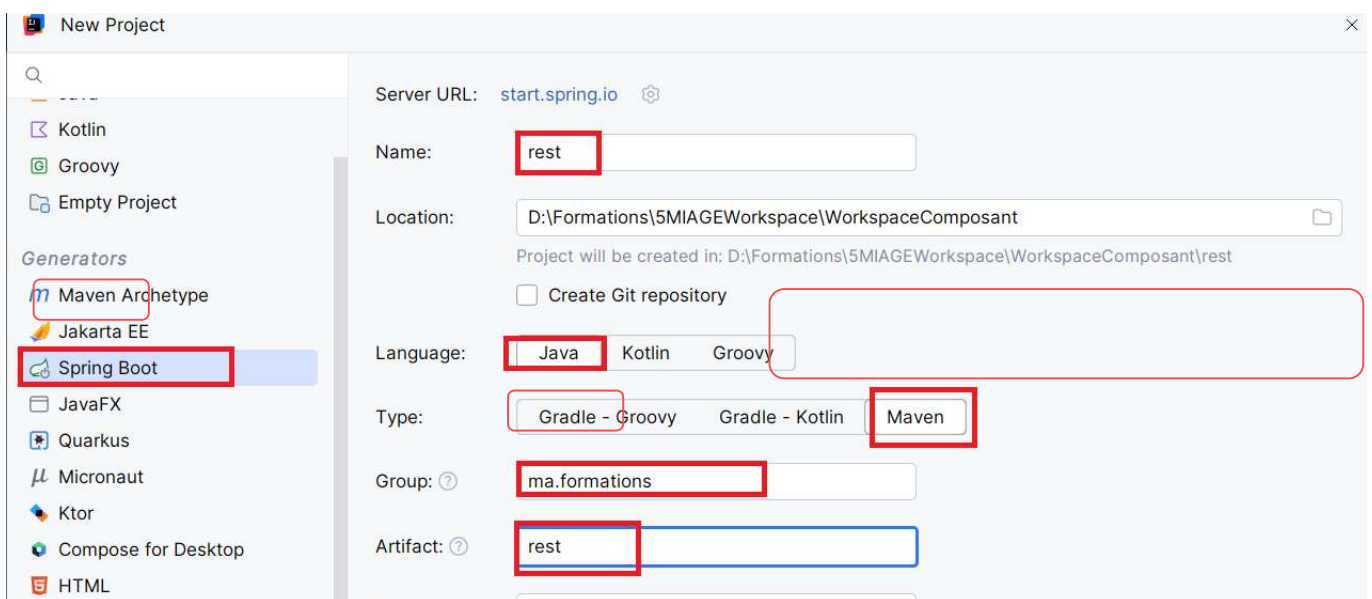 New Project
Kotlin
Groovy
Empty Project
Generators
Maven Archetype
Jakarta EE
Spring Boot
JavaFX
Quarkus
Micronaut
Ktor
Compose for Desktop
HTML
Server URL: start.spring.io
Name: rest
Location: D:\Formations\5MIAGEWorkspace\WorkspaceComposant
Project will be created in: D:\Formations\5MIAGEWorkspace\WorkspaceComposant\rest
Create Git repository
Language: Java Kotlin Groovy
Type: Gradle - Groovy Gradle - Kotlin Maven
Group: ma.formations
Artifact: rest